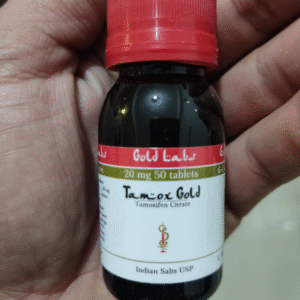 Gold Labs
20 mg 50 tablets
Tamox Gold
Tamoxifen Citrate
Indian Salts USP